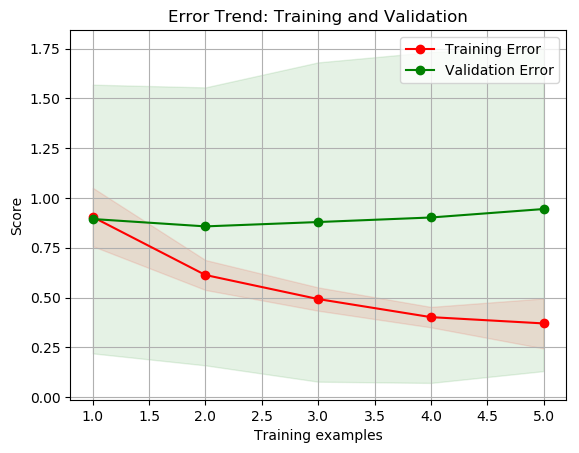 Error Trend: Training and Validation
Training Error
Validation Error
Score
1.75
1.50
1.25
1.00
0.75
0.50
0.25
0.00
1.0 1.5 2.0 2.5 3.0 3.5 4.0 4.5 5.0
Training examples